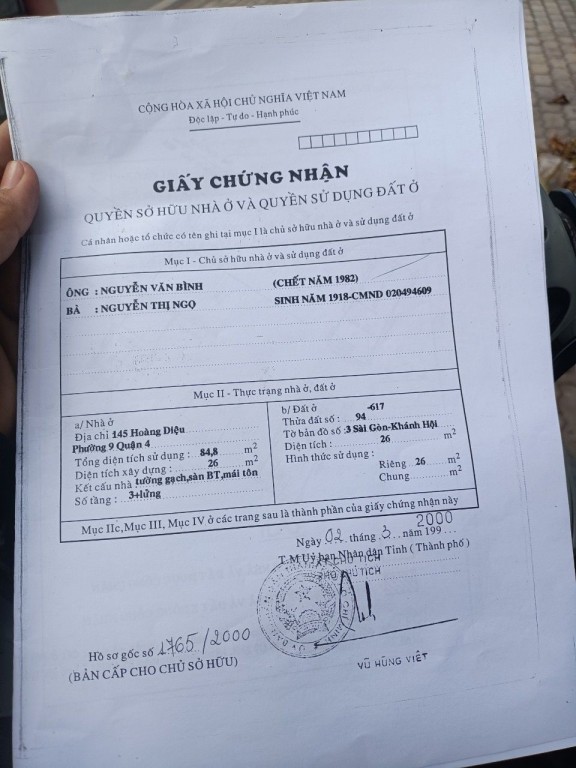 CỘNG HÒA XÃ HỘI CHỦ NGHĨA VIỆT NAM
Độc lập - Tự do - Hạnh phúc
GIẤY CHỨNG NHẬN
QUYỀN SỞ HỮU NHÀ Ở VÀ QUYỀN SỬ DỤNG ĐẤT Ở
Cá nhân hoặc tổ chức có tên ghi tại mục I là chủ sở hữu nhà ở và sử dụng đất ở
Mục I - Chủ sở hữu nhà ở và sử dụng đất ở
ÔNG : NGUYỄN VĂN BÌNH (CHẾT NĂM 1982)
BÀ : NGUYỄN THỊ NGỌ SINH NĂM 1918-CMND 020494609
Mục II - Thực trạng nhà ở, đất ở
a/ Nhà ở
Địa chỉ 145 Hoàng Diệu
Phường 9 Quận 4
Tổng diện tích sử dụng : 84,8 m2
Diện tích xây dựng : 26 m2
Kết cấu nhà tường gạch,sàn BT,mái tôn
Số tầng : 3+lửng
b/ Đất ở -617
Thửa đất số : 94
Tờ bản đồ số :3 Sài Gòn-Khánh Hội
Diện tích : 26 m2
Hình thức sử dụng :
Riêng 26 m2
Chung m2
Mục IIc,Mục III, Mục IV ở các trang sau là thành phần của giấy chứng nhận này
Ngày 02 tháng 3 năm 199 2000
T.M Uỷ ban Nhân dân Tỉnh ( Thành phố )
CHỦ TỊCH
PHÓ CHỦ TỊCH
Hồ sơ gốc số 1765/2000
(BẢN CẤP CHO CHỦ SỞ HỮU)
VŨ HÙNG VIỆT